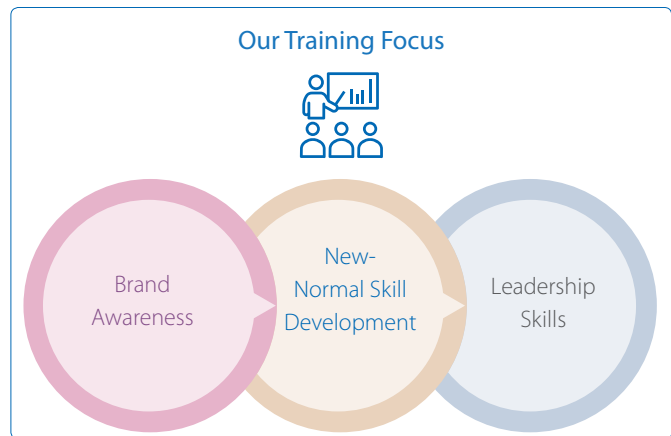 Our Training Focus
Brand
Awareness
New-
Normal Skill
Development
Leadership
Skills